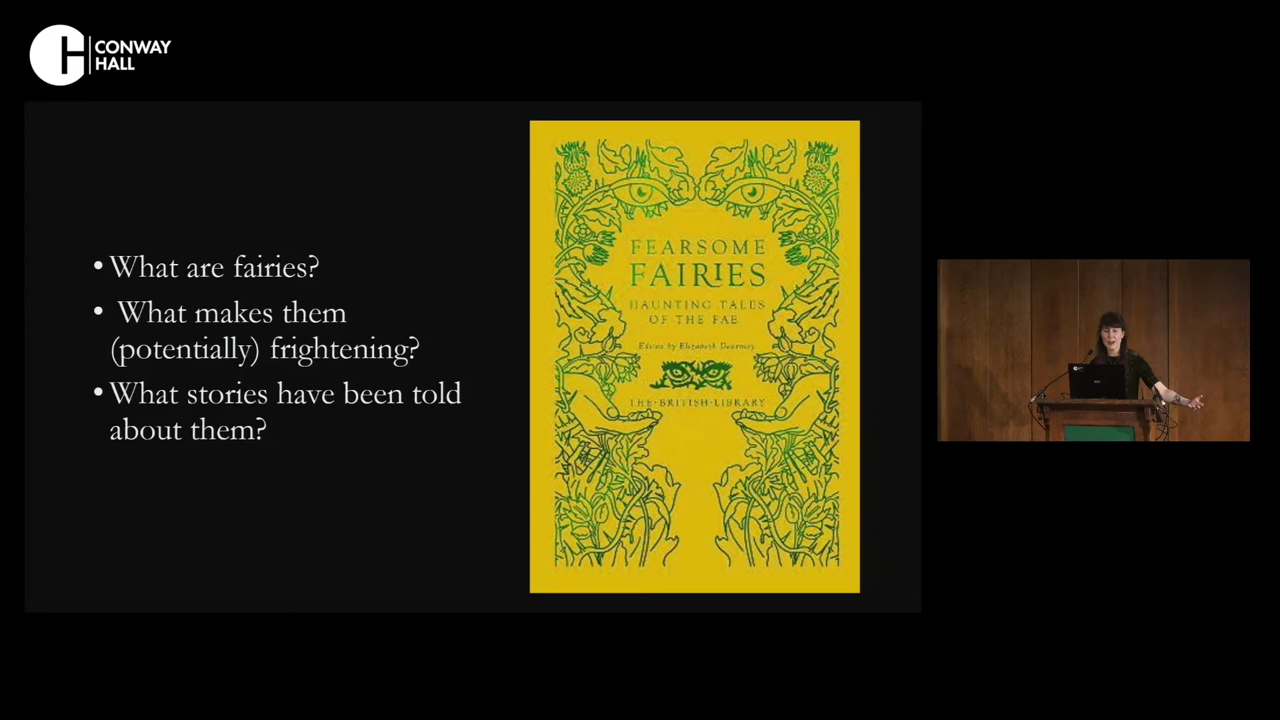 CONWAY
HALL
• What are fairies?
• What makes them
(potentially) frightening?
• What stories have been told
about them?
FEARSOME
FAIRIES
HAUNTING TALES
OF THE FAE
Edited by Elizabeth Dearnley
THE·BRITISH·LIBRARY